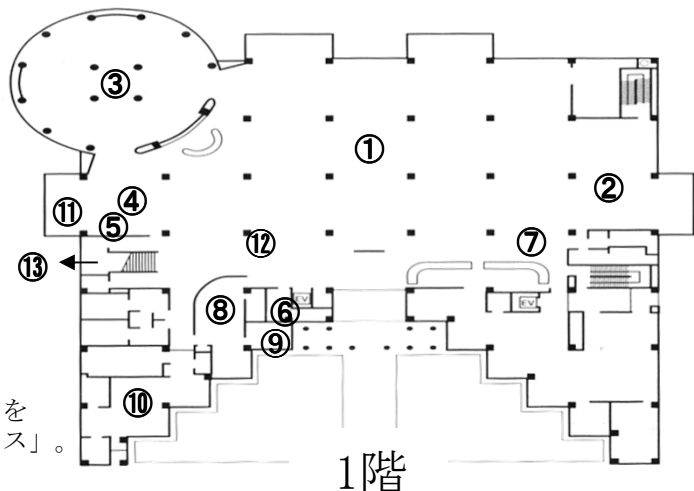 ③
①
②
④
⑪
⑤
⑦
⑫
⑬
⑧
⑥
EV
EV
⑨
⑩
を
ス」。
1階